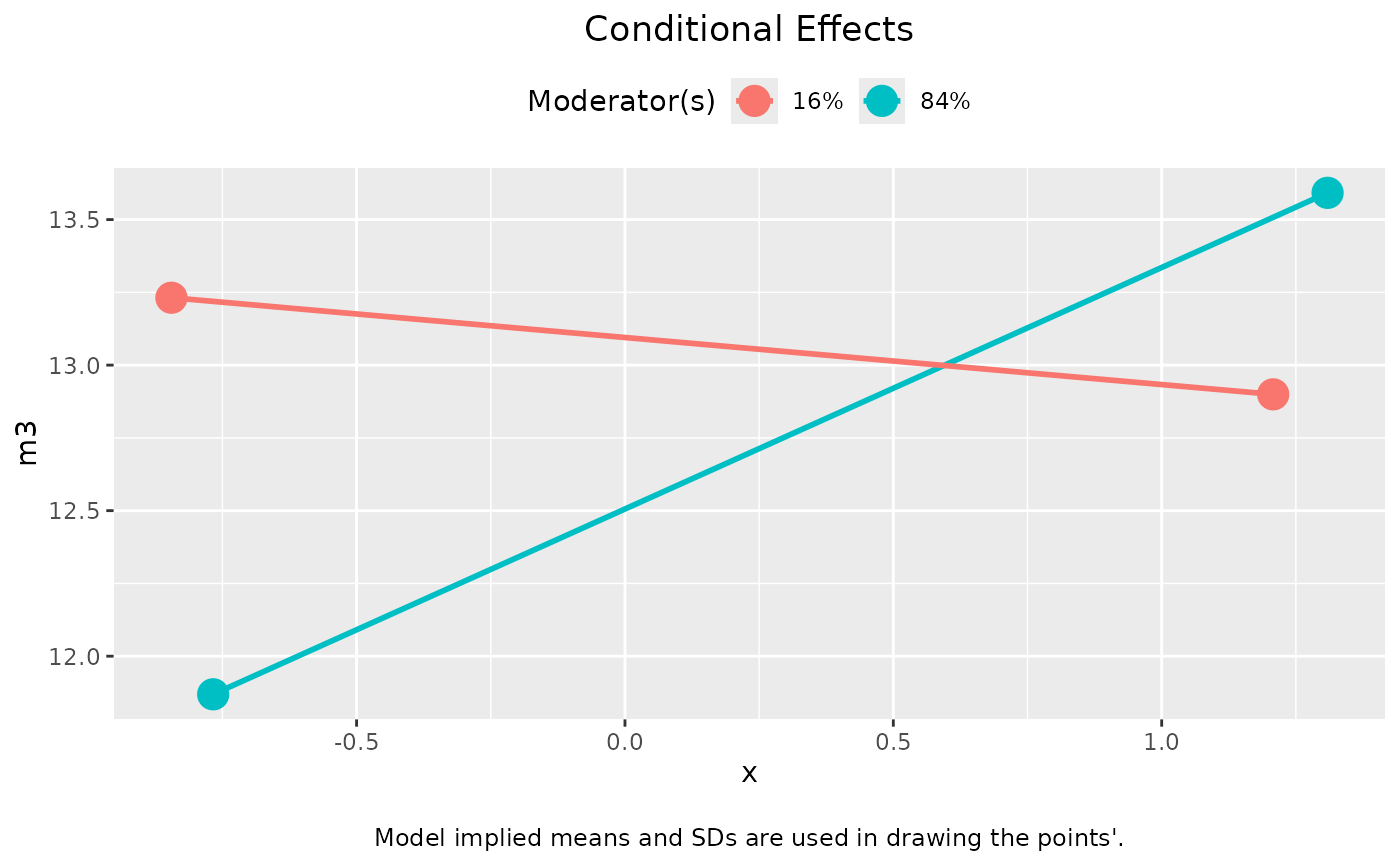 Conditional Effects
Moderator(s) 16% 84%
13.5
13.0
12.5
12.0
m3
-0.5 0.0 0.5 1.0
x
Model implied means and SDs are used in drawing the points'.